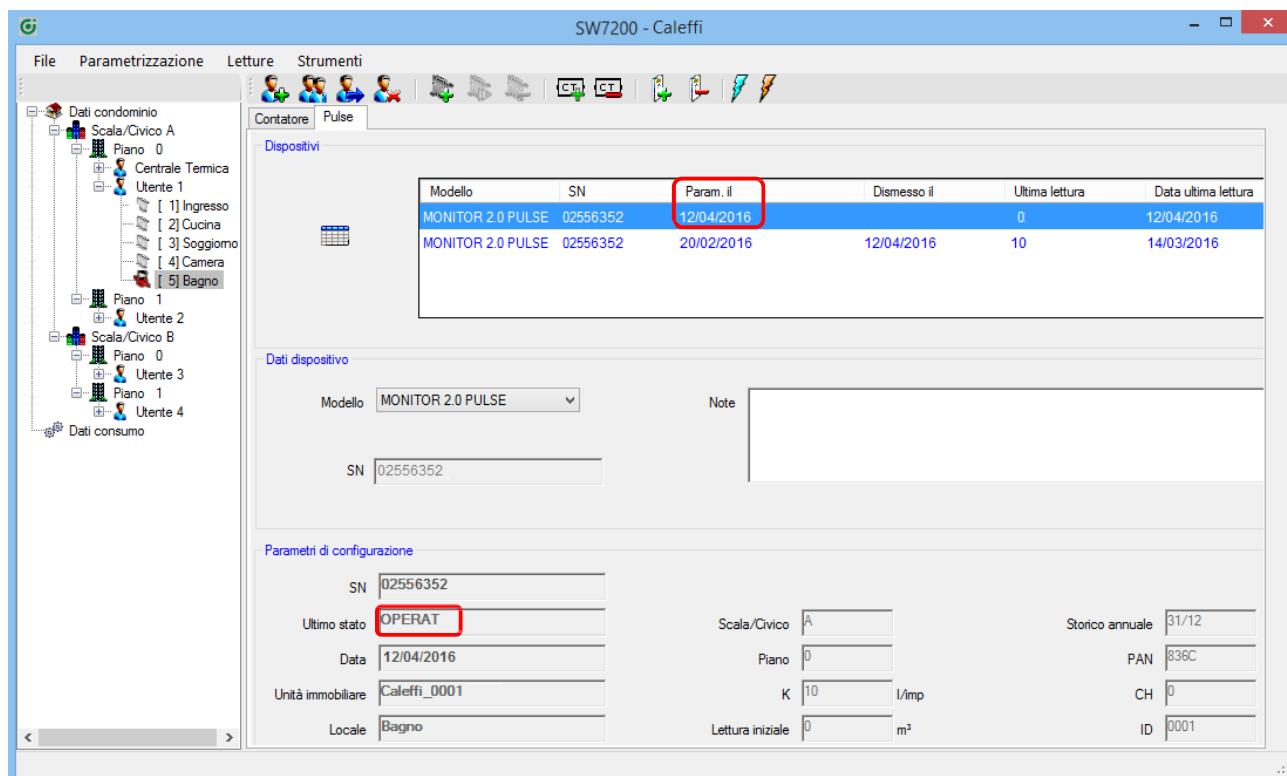 SW7200 - Caleffi
File Parametrizzazione Letture Strumenti
CT CT
Dati condominio
Scala/Civico A
Piano 0
Centrale Termica
Utente 1
[ 1] Ingresso
[ 2] Cucina
[ 3] Soggiorno
[ 4] Camera
[ 5] Bagno
Piano 1
Utente 2
Scala/Civico B
Piano 0
Utente 3
Piano 1
Utente 4
Dati consumo
Contatore Pulse
Dispositivi
Modello SN Param. il Dismesso il Ultima lettura Data ultima lettura
MONITOR 2.0 PULSE 02556352 12/04/2016 0 12/04/2016
MONITOR 2.0 PULSE 02556352 20/02/2016 12/04/2016 10 14/03/2016
Dati dispositivo
Modello MONITOR 2.0 PULSE Note
SN 02556352
Parametri di configurazione
SN 02556352
Ultimo stato OPERAT Scala/Civico A Storico annuale 31/12
Data 12/04/2016 Piano 0 PAN 836C
Unità immobiliare Caleffi_0001 K 10 l/imp CH 0
Locale Bagno Lettura iniziale 0 m³ ID 0001